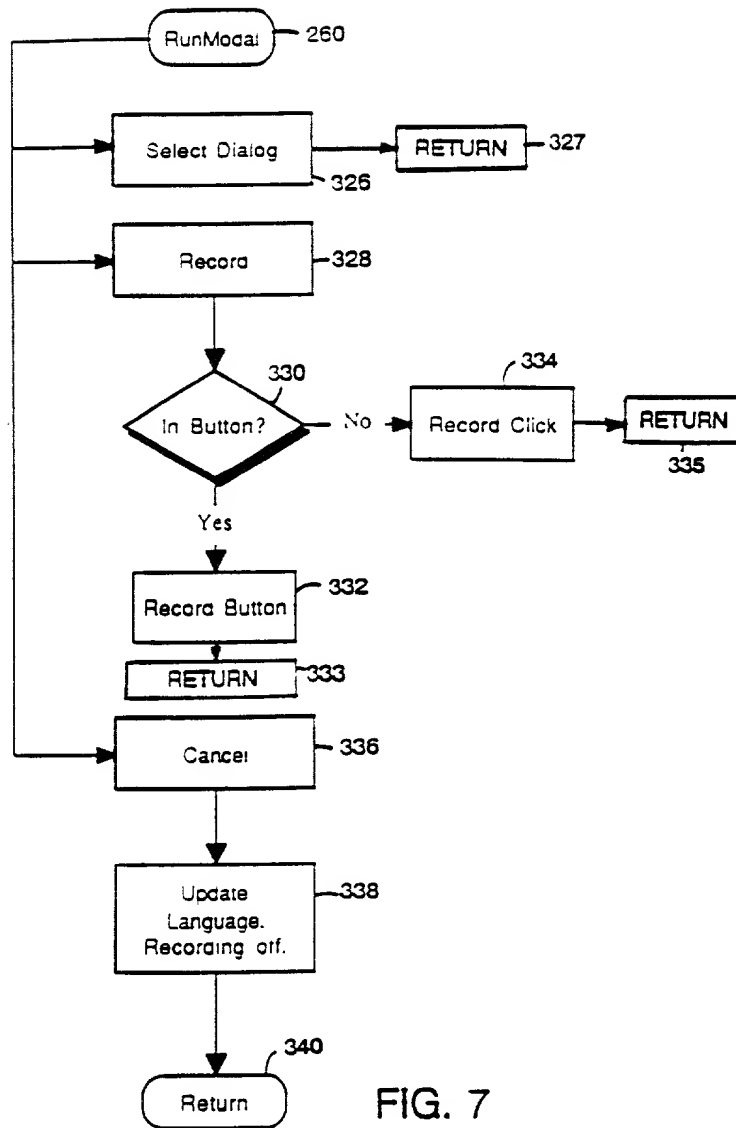 RunModal 260
Select Dialog 326
RETURN 327
Record 328
In Button? 330
No
Record Click 334
RETURN 335
Yes
Record Button 332
RETURN 333
Cancel 336
Update
Language.
Recording off. 338
Return 340
FIG. 7